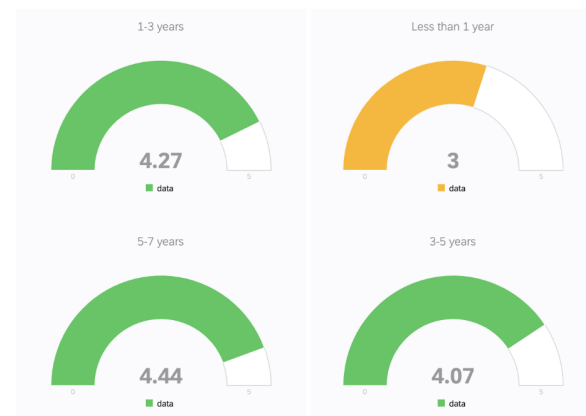 1-3 years
4.27
0
5
data
Less than 1 year
3
0
5
data
5-7 years
4.44
0
5
data
3-5 years
4.07
0
5
data